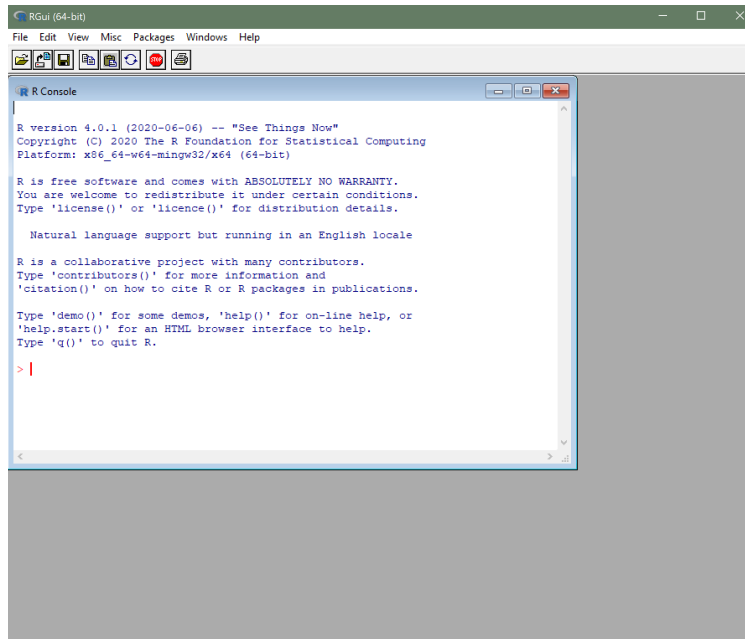 RGui (64-bit)
File Edit View Misc Packages Windows Help
STOP
R Console
R version 4.0.1 (2020-06-06) -- "See Things Now"
Copyright (C) 2020 The R Foundation for Statistical Computing
Platform: x86_64-w64-mingw32/x64 (64-bit)
R is free software and comes with ABSOLUTELY NO WARRANTY.
You are welcome to redistribute it under certain conditions.
Type 'license()' or 'licence()' for distribution details.
Natural language support but running in an English locale
R is a collaborative project with many contributors.
Type 'contributors()' for more information and
'citation()' on how to cite R or R packages in publications.
Type 'demo()' for some demos, 'help()' for on-line help, or
'help.start()' for an HTML browser interface to help.
Type 'q()' to quit R.
>